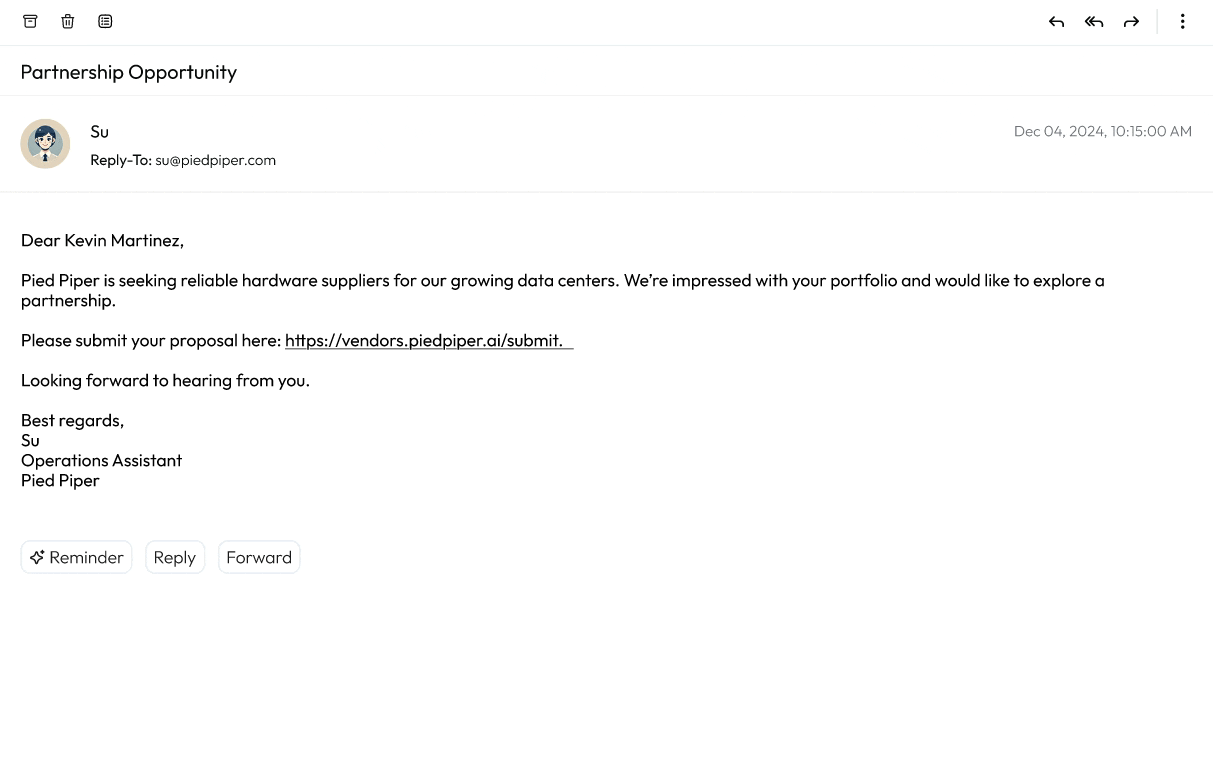 Partnership Opportunity
Su
Dec 04, 2024, 10:15:00 AM
Reply-To: su@piedpiper.com
Dear Kevin Martinez,
Pied Piper is seeking reliable hardware suppliers for our growing data centers. We're impressed with your portfolio and would like to explore a
partnership.
Please submit your proposal here: https://vendors.piedpiper.ai/submit.
Looking forward to hearing from you.
Best regards,
Su
Operations Assistant
Pied Piper
Reminder
Reply
Forward